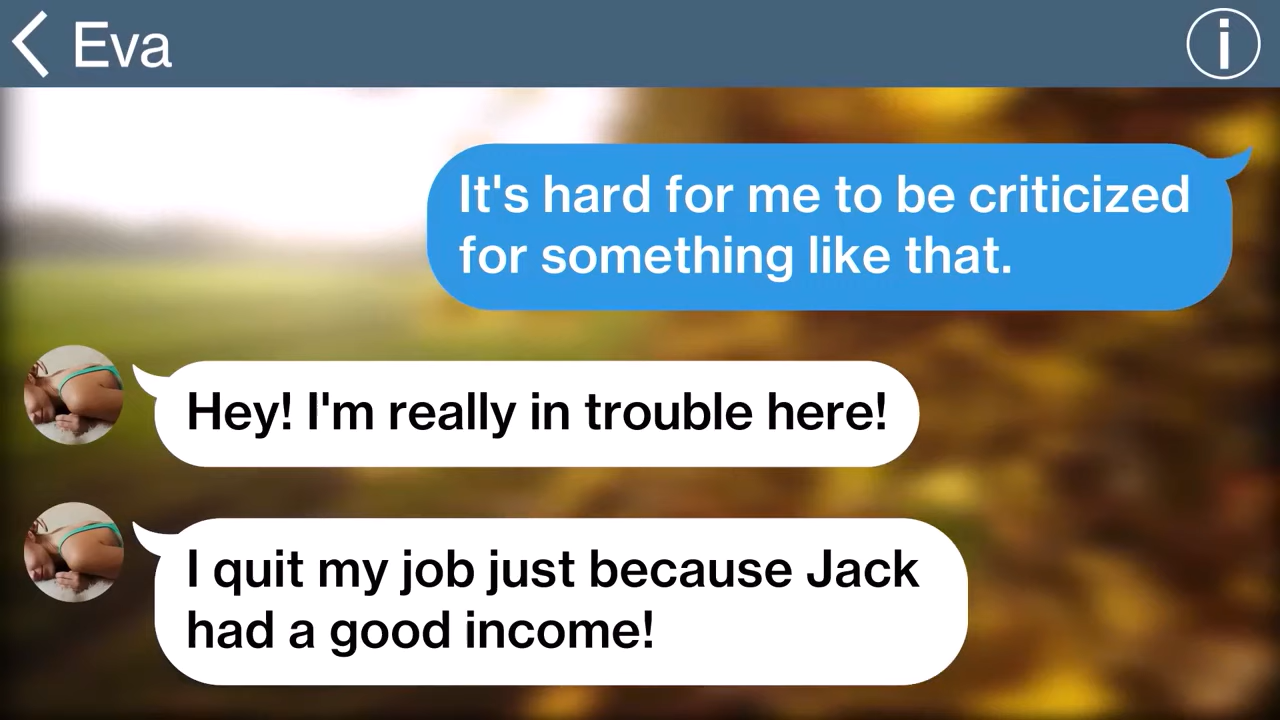 Eva
It's hard for me to be criticized
for something like that.
Hey! I'm really in trouble here!
I quit my job just because Jack
had a good income!